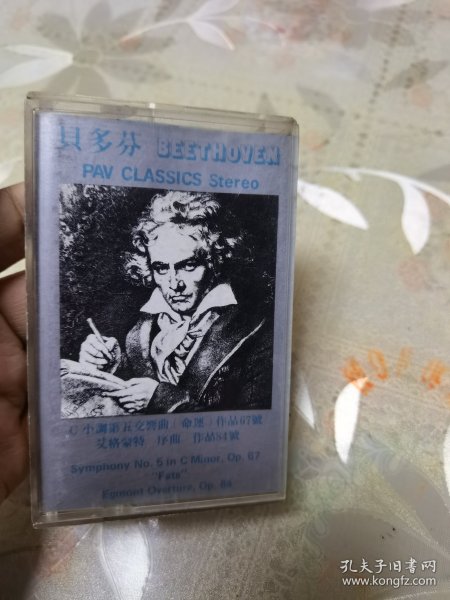 貝多芬 BEETHOVEN
PAV CLASSICS Stereo
C小調第五交響曲「命運」作品67號
艾格蒙特 序曲 作品84號
Symphony No. 5 in C Minor, Op. 67
"Fate"
Egmont Overture, Op. 84
孔夫子旧书网
www.kongfz.com